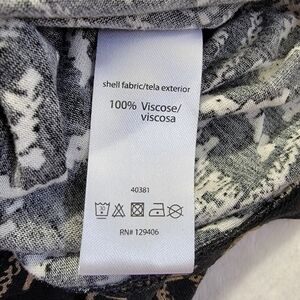 shell fabric/tela exterior
100% Viscose/
viscosa
40381
RN# 129406